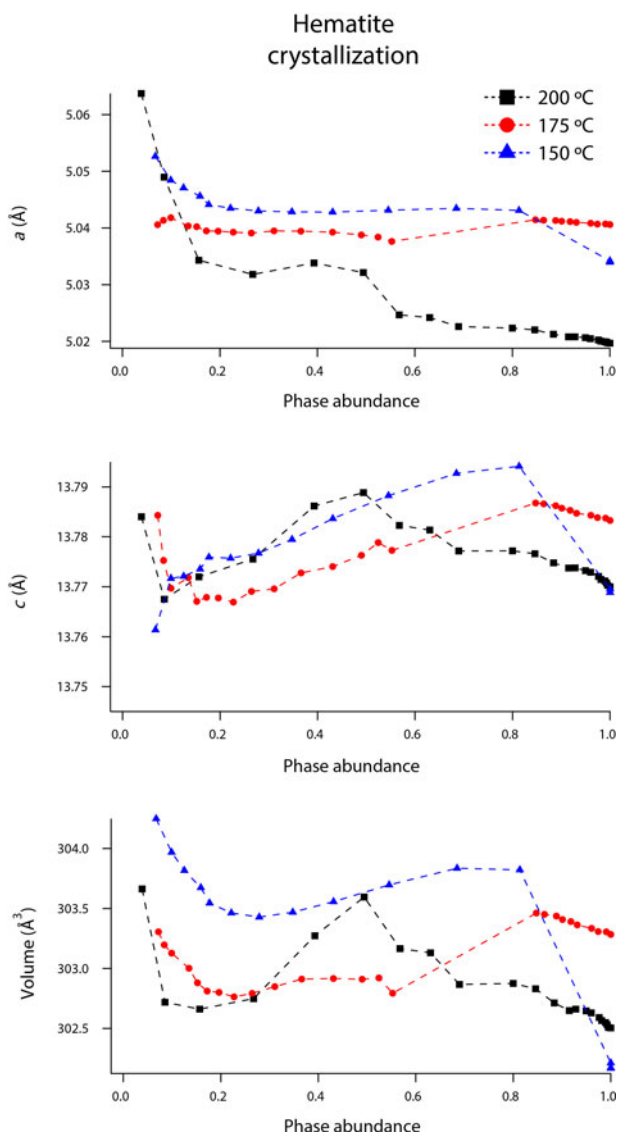 Hematite
crystallization
200 ºC
175 ºC
150 ºC
5.06
5.05
5.04
5.03
5.02
a (Å)
0.0 0.2 0.4 0.6 0.8 1.0
Phase abundance
13.79
13.78
13.77
13.76
13.75
c (Å)
0.0 0.2 0.4 0.6 0.8 1.0
Phase abundance
304.0
303.5
303.0
302.5
Volume (Å³)
0.0 0.2 0.4 0.6 0.8 1.0
Phase abundance